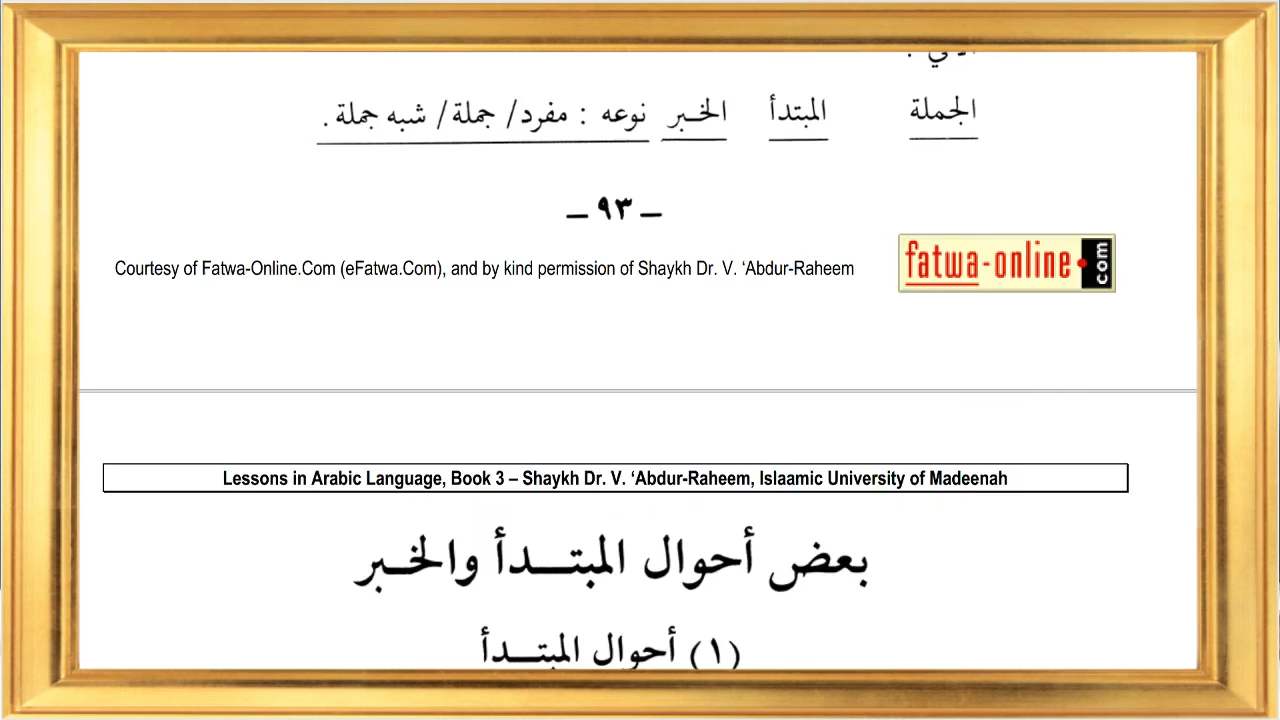 الجملة المبتدأ الخبر نوعه : مفرد/ جملة/ شبه جملة.
– ٩٣ –
Courtesy of Fatwa-Online.Com (eFatwa.Com), and by kind permission of Shaykh Dr. V. ‘Abdur-Raheem
fatwa-online.com
Lessons in Arabic Language, Book 3 – Shaykh Dr. V. ‘Abdur-Raheem, Islaamic University of Madeenah
بعض أحوال المبتدأ والخبر
(١) أحوال المبتدأ